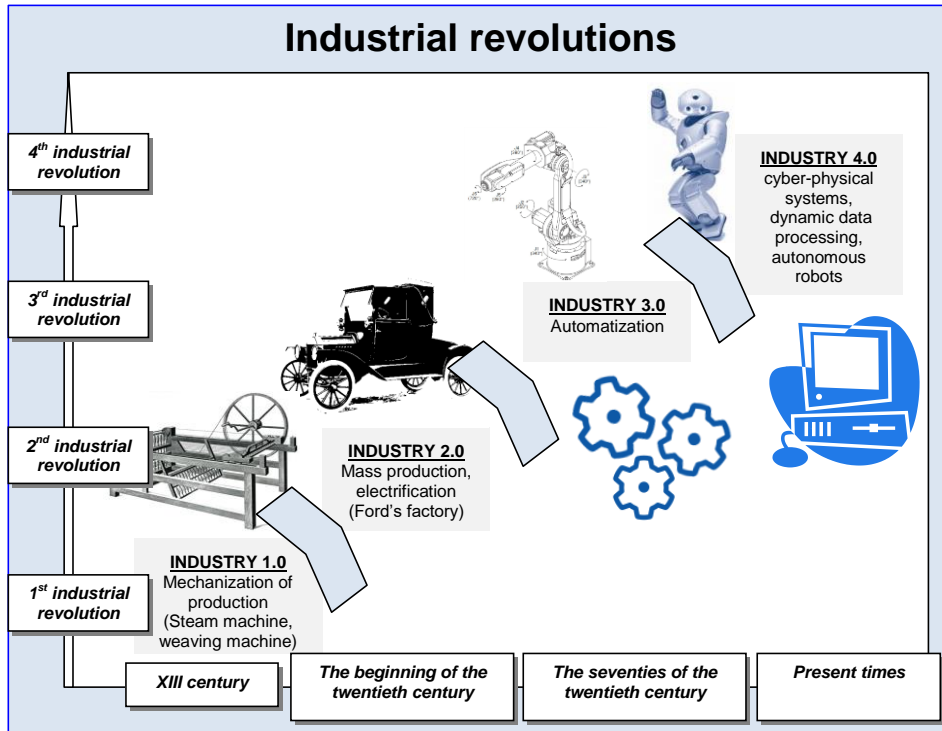 Industrial revolutions
4th industrial
revolution
3rd industrial
revolution
2nd industrial
revolution
1st industrial
revolution
INDUSTRY 4.0
cyber-physical
systems,
dynamic data
processing,
autonomous
robots
INDUSTRY 3.0
Automatization
INDUSTRY 2.0
Mass production,
electrification
(Ford's factory)
INDUSTRY 1.0
Mechanization of
production
(Steam machine,
weaving machine)
XIII century
The beginning of the
twentieth century
The seventies of the
twentieth century
Present times